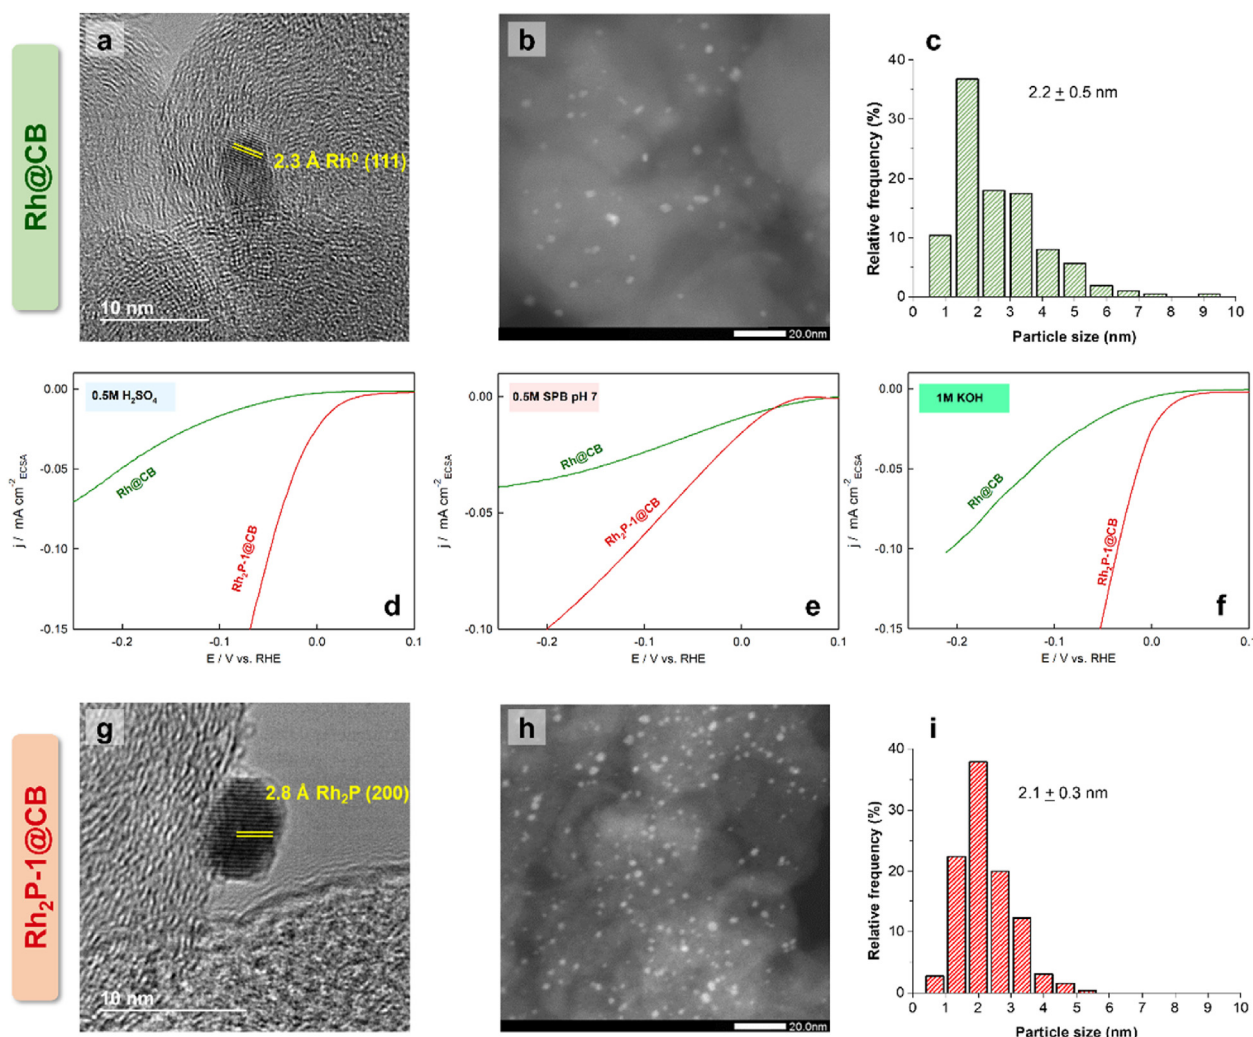 Rh@CB
a
2.3 Å Rh⁰ (111)
10 nm
b
20.0nm
c
2.2 ± 0.5 nm
Relative frequency (%)
40
30
20
10
0
0 1 2 3 4 5 6 7 8 9 10
Particle size (nm)
0.5M H₂SO₄
Rh@CB
Rh₂P-1@CB
d
j / mA cm⁻²ECSA
0.00
-0.05
-0.10
-0.15
-0.2 -0.1 0.0 0.1
E / V vs. RHE
0.5M SPB pH 7
Rh@CB
Rh₂P-1@CB
e
j / mA cm⁻²ECSA
0.00
-0.05
-0.10
-0.2 -0.1 0.0 0.1
E / V vs. RHE
1M KOH
Rh@CB
Rh₂P-1@CB
f
j / mA cm⁻²ECSA
0.00
-0.05
-0.10
-0.15
-0.2 -0.1 0.0 0.1
E / V vs. RHE
Rh₂P-1@CB
g
2.8 Å Rh₂P (200)
10 nm
h
20.0nm
i
2.1 ± 0.3 nm
Relative frequency (%)
40
30
20
10
0
0 1 2 3 4 5 6 7 8 9 10
Particle size (nm)